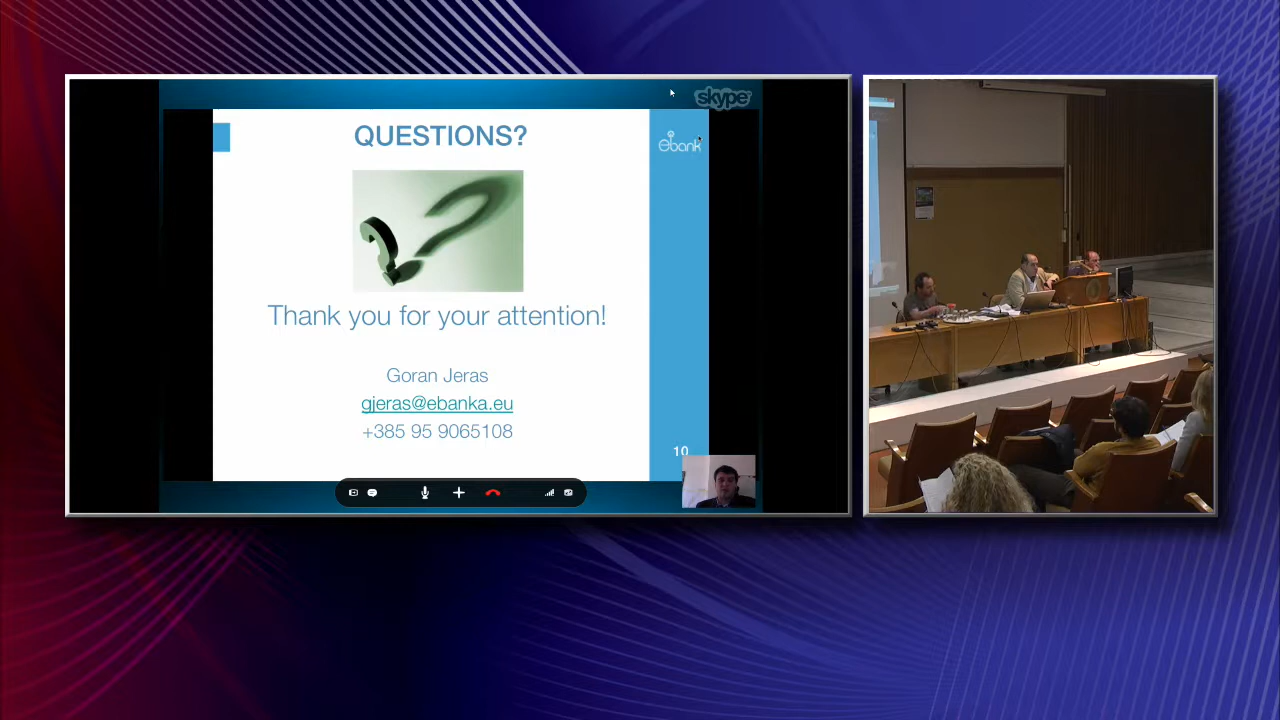 skype
QUESTIONS?
ebank
Thank you for your attention!
Goran Jeras
gjeras@ebanka.eu
+385 95 9065108
10